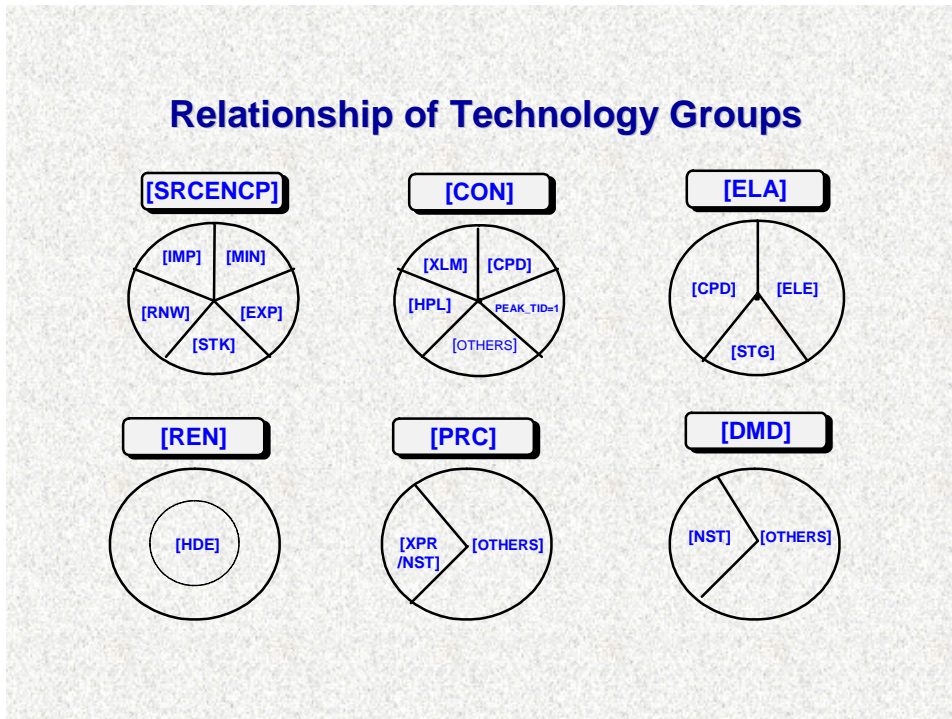 Relationship of Technology Groups
[SRCENCP]
[CON]
[ELA]
[IMP]
[MIN]
[RNW]
[EXP]
[STK]
[XLM]
[CPD]
[HPL]
PEAK_TID=1
[OTHERS]
[CPD]
[ELE]
[STG]
[REN]
[PRC]
[DMD]
[HDE]
[XPR
/NST]
[OTHERS]
[NST]
[OTHERS]